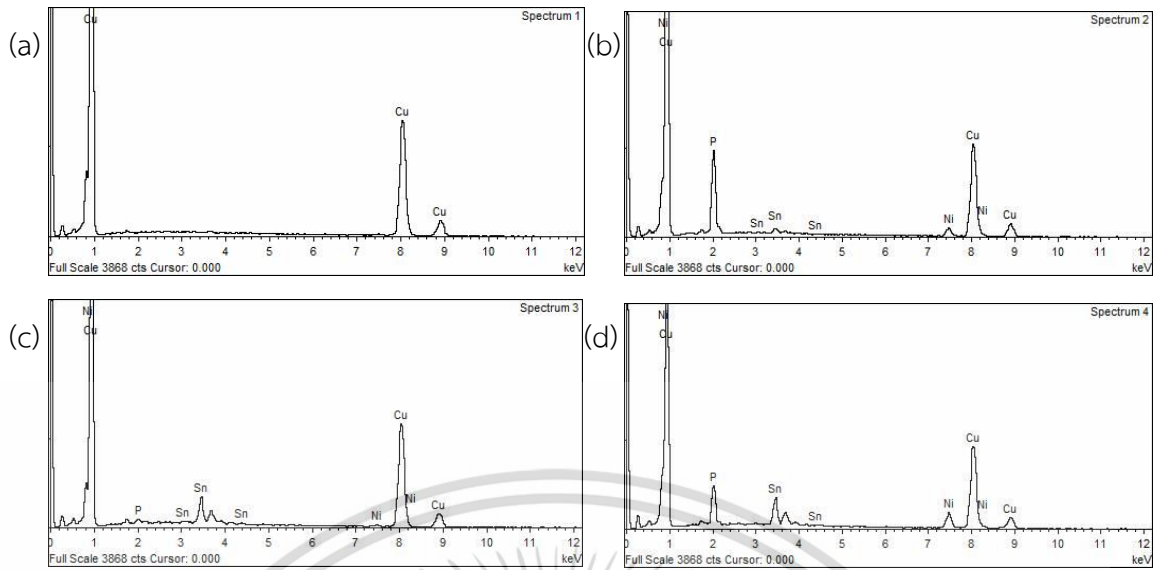 (a)
Spectrum 1
Cu
Cu
Cu
0 1 2 3 4 5 6 7 8 9 10 11 12
Full Scale 3868 cts Cursor: 0.000 keV
(b)
Spectrum 2
Ni
Cu
P
Sn
Sn
Sn
Ni
Cu
Ni
Cu
0 1 2 3 4 5 6 7 8 9 10 11 12
Full Scale 3868 cts Cursor: 0.000 keV
(c)
Spectrum 3
Ni
Cu
P
Sn
Sn
Sn
Ni
Cu
Ni
Cu
0 1 2 3 4 5 6 7 8 9 10 11 12
Full Scale 3868 cts Cursor: 0.000 keV
(d)
Spectrum 4
Ni
Cu
P
Sn
Sn
Ni
Cu
Ni
Cu
0 1 2 3 4 5 6 7 8 9 10 11 12
Full Scale 3868 cts Cursor: 0.000 keV